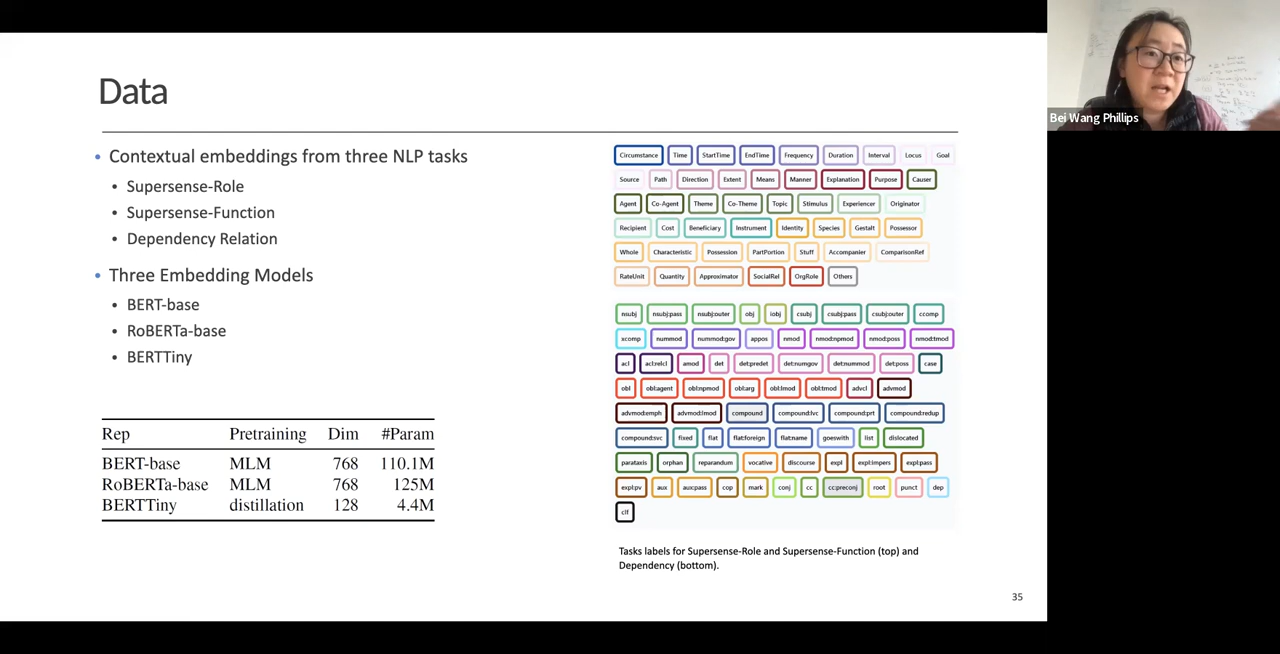 Data
• Contextual embeddings from three NLP tasks
• Supersense-Role
• Supersense-Function
• Dependency Relation
• Three Embedding Models
• BERT-base
• RoBERTa-base
• BERTTiny
Rep Pretraining Dim #Param
BERT-base MLM 768 110.1M
RoBERTa-base MLM 768 125M
BERTTiny distillation 128 4.4M
Circumstance Time StartTime EndTime Frequency Duration Interval Locus Goal
Source Path Direction Extent Means Manner Explanation Purpose Causer
Agent Co-Agent Theme Co-Theme Topic Stimulus Experiencer Originator
Recipient Cost Beneficiary Instrument Identity Species Gestalt Possessor
Whole Characteristic Possession PartPortion Stuff Accompanier ComparisonRef
RateUnit Quantity Approximator SocialRel OrgRole Others
nsubj nsubj:pass nsubj:outer obj iobj csubj csubj:pass csubj:outer ccomp
xcomp nummod nummod:gov appos nmod nmod:npmod nmod:poss nmod:tmod
acl acl:relcl amod det det:predet det:numgov det:nummod det:poss case
obl obl:agent obl:npmod obl:arg obl:lmod obl:tmod advcl advmod
advmod:emph advmod:lmod compound compound:lvc compound:prt compound:redup
compound:svc fixed flat flat:foreign flat:name goeswith list dislocated
parataxis orphan reparandum vocative discourse expl expl:impers expl:pass
expl:pv aux aux:pass cop mark conj cc cc:preconj root punct dep
clf
Tasks labels for Supersense-Role and Supersense-Function (top) and
Dependency (bottom).
35
Bei Wang Phillips